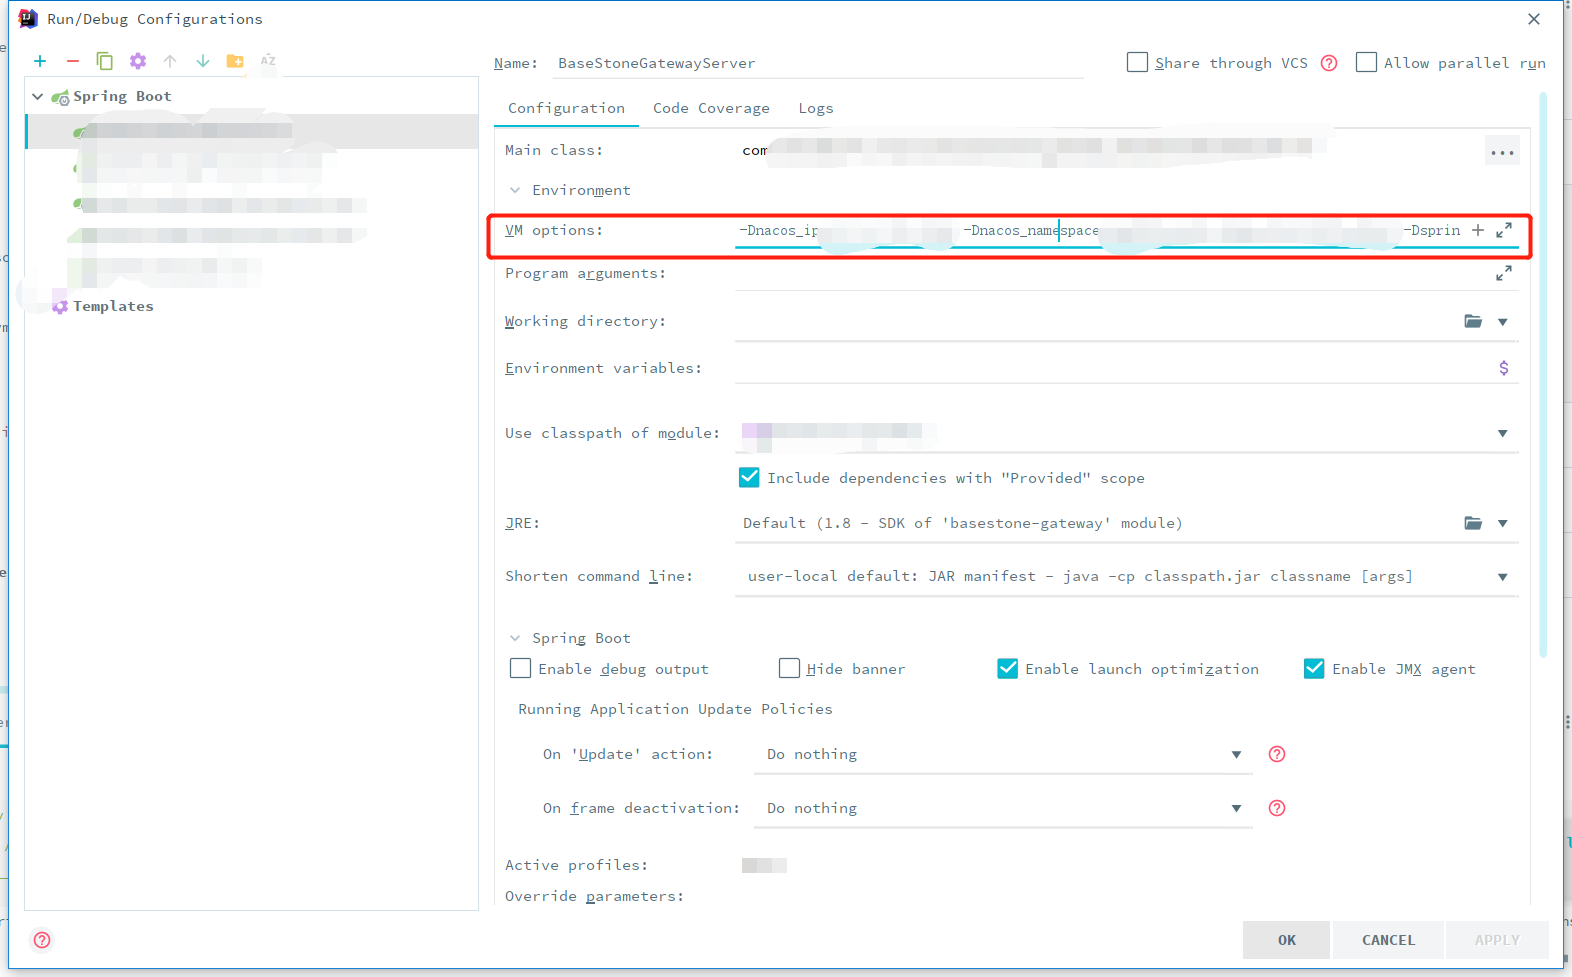 Run/Debug Configurations
AZ
Name: BaseStoneGatewayServer
Share through VCS
Allow parallel run
Spring Boot
Templates
Configuration Code Coverage Logs
Main class: com
...
Environment
VM options: -Dnacos_ip -Dnacos_namespace -Dsprin
Program arguments:
Working directory:
Environment variables:
Use classpath of module:
Include dependencies with "Provided" scope
JRE: Default (1.8 - SDK of 'basestone-gateway' module)
Shorten command line: user-local default: JAR manifest - java -cp classpath.jar classname [args]
Spring Boot
Enable debug output Hide banner Enable launch optimization Enable JMX agent
Running Application Update Policies
On 'Update' action: Do nothing
On frame deactivation: Do nothing
Active profiles:
Override parameters:
OK CANCEL APPLY